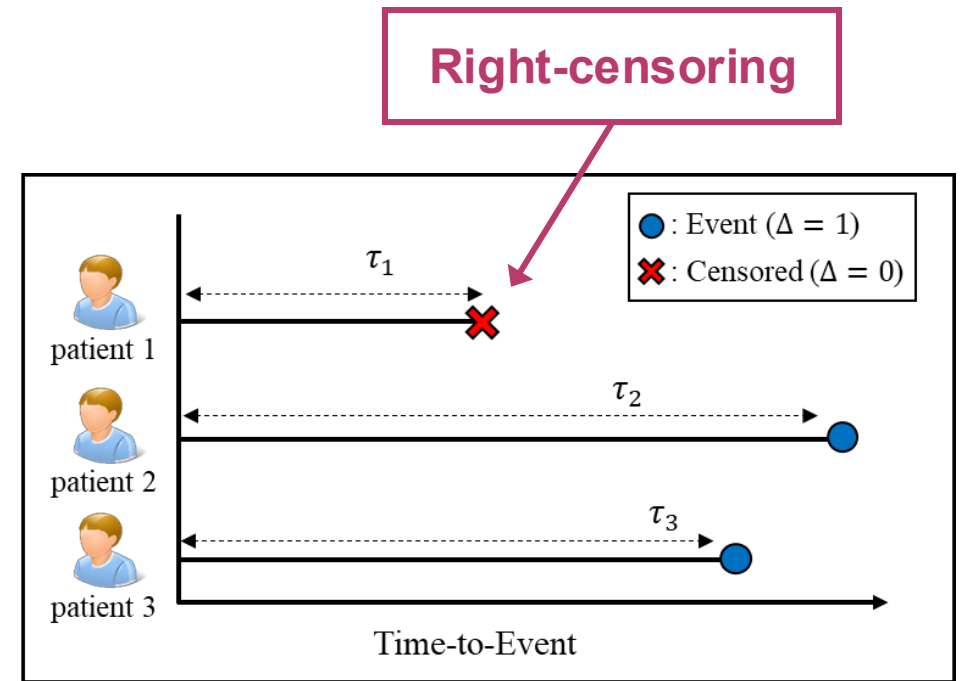 Right-censoring
: Event (Δ = 1)
: Censored (Δ = 0)
τ₁
patient 1
τ₂
patient 2
τ₃
patient 3
Time-to-Event